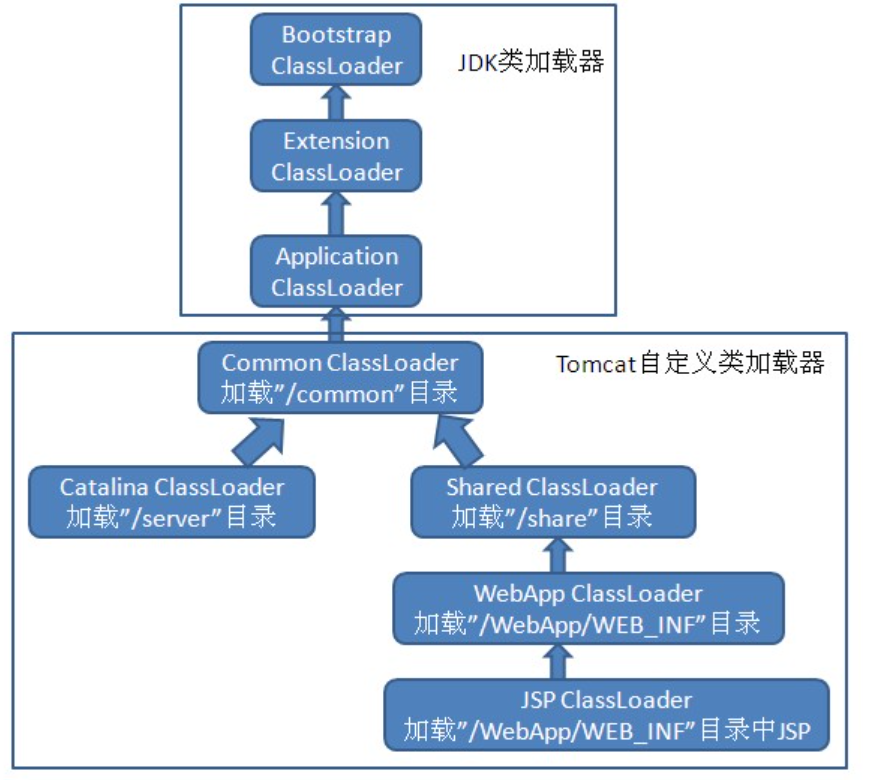 Bootstrap
ClassLoader
JDK类加载器
Extension
ClassLoader
Application
ClassLoader
Common ClassLoader
加载”/common”目录
Tomcat自定义类加载器
Catalina ClassLoader
加载”/server”目录
Shared ClassLoader
加载”/share”目录
WebApp ClassLoader
加载”/WebApp/WEB_INF”目录
JSP ClassLoader
加载”/WebApp/WEB_INF”目录中JSP